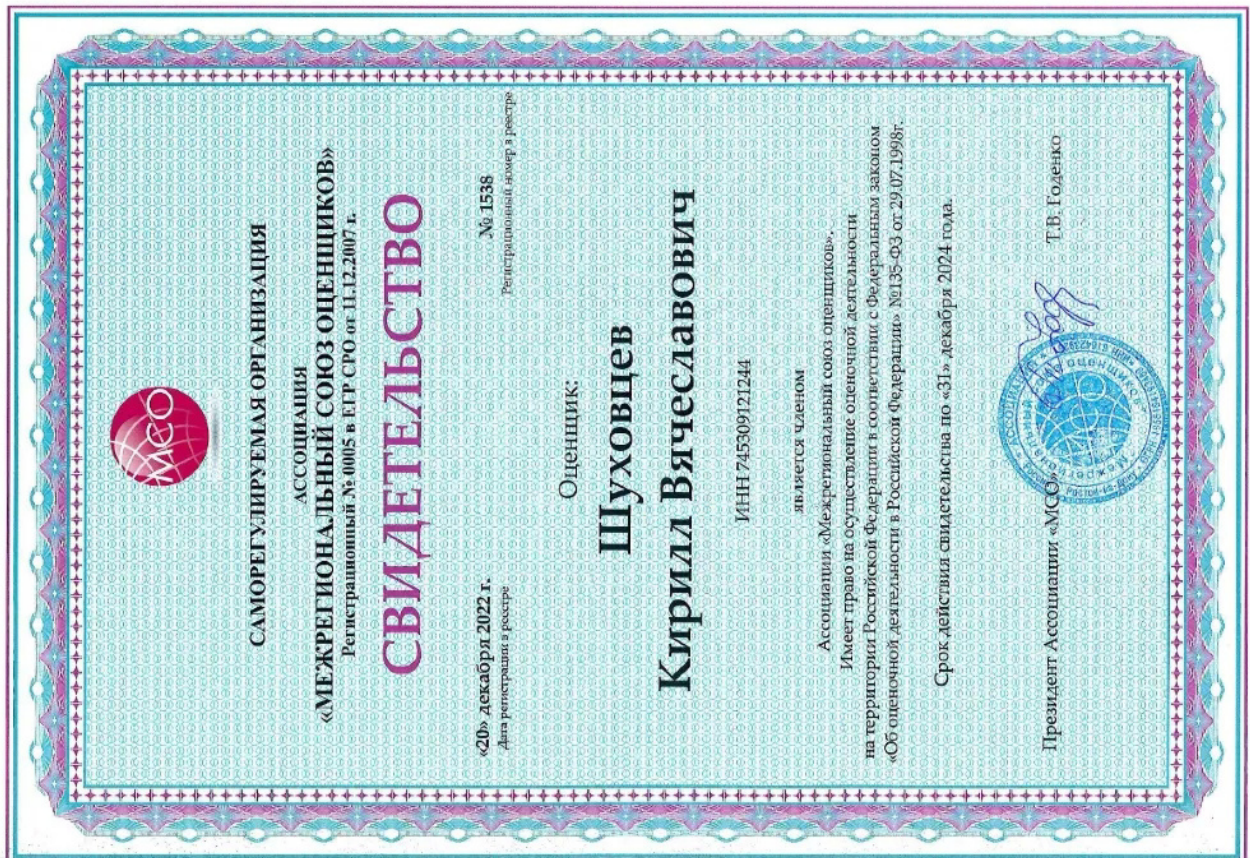 МСО
САМОРЕГУЛИРУЕМАЯ ОРГАНИЗАЦИЯ
АССОЦИАЦИЯ
«МЕЖРЕГИОНАЛЬНЫЙ СОЮЗ ОЦЕНЩИКОВ»
Регистрационный № 0005 в ЕГР СРО от 11.12.2007 г.
СВИДЕТЕЛЬСТВО
«20» декабря 2022 г. № 1538
Дата регистрации в реестре Регистрационный номер в реестре
Оценщик:
Шуховцев
Кирилл Вячеславович
ИНН 745309121244
является членом
Ассоциации «Межрегиональный союз оценщиков».
Имеет право на осуществление оценочной деятельности
на территории Российской Федерации в соответствии с Федеральным законом
«Об оценочной деятельности в Российской Федерации» №135-ФЗ от 29.07.1998г.
Срок действия свидетельства по «31» декабря 2024 года.
Президент Ассоциации «МСО» Т.В. Годенко